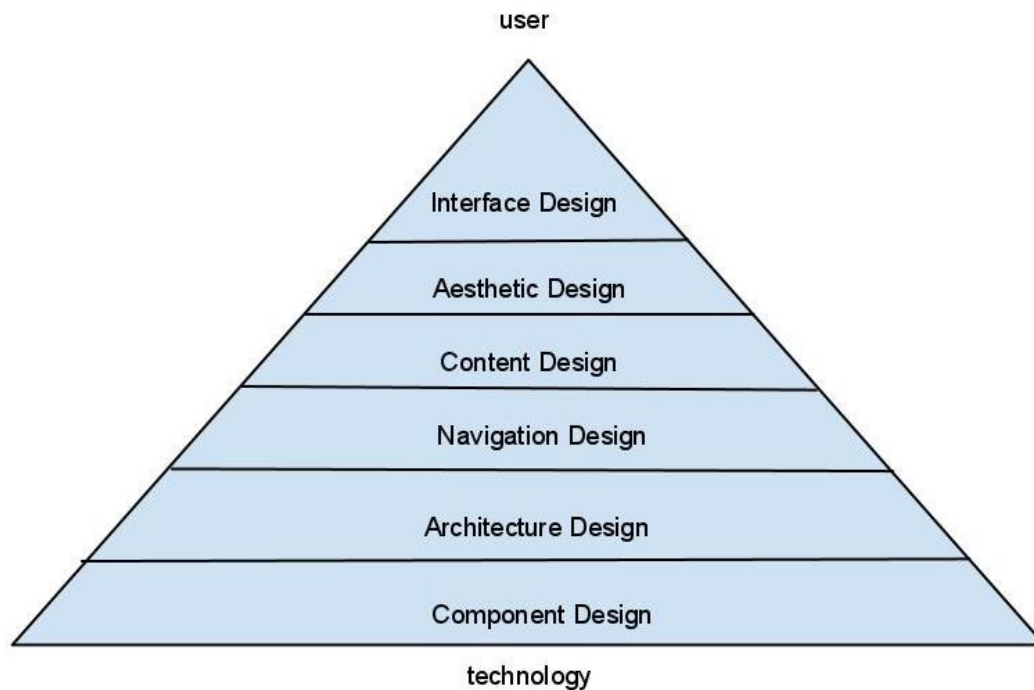 user
Interface Design
Aesthetic Design
Content Design
Navigation Design
Architecture Design
Component Design
technology